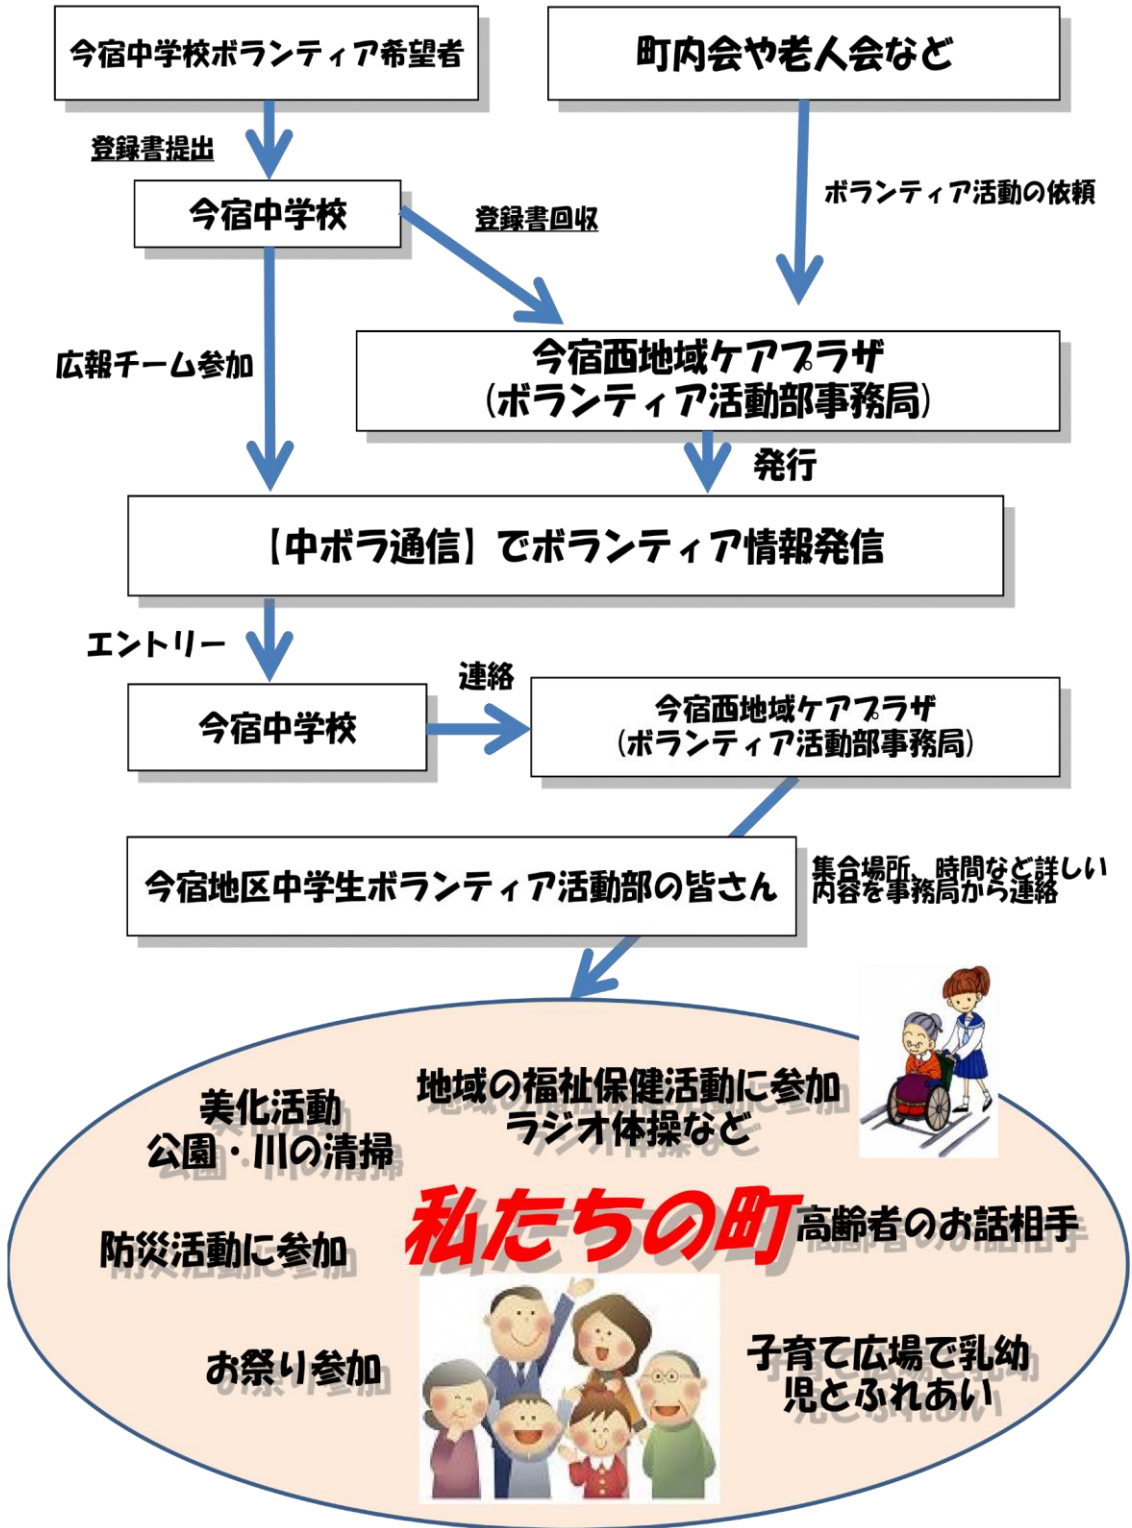 今宿中学校ボランティア希望者
町内会や老人会など
登録書提出
今宿中学校
登録書回収
ボランティア活動の依頼
広報チーム参加
今宿西地域ケアプラザ
(ボランティア活動部事務局)
発行
【中ボラ通信】でボランティア情報発信
エントリー
今宿中学校
連絡
今宿西地域ケアプラザ
(ボランティア活動部事務局)
今宿地区中学生ボランティア活動部の皆さん
集合場所、時間など詳しい
内容を事務局から連絡
美化活動
公園・川の清掃
地域の福祉保健活動に参加
ラジオ体操など
防災活動に参加
私たちの町
高齢者のお話相手
お祭り参加
子育て広場で乳幼
児とふれあい